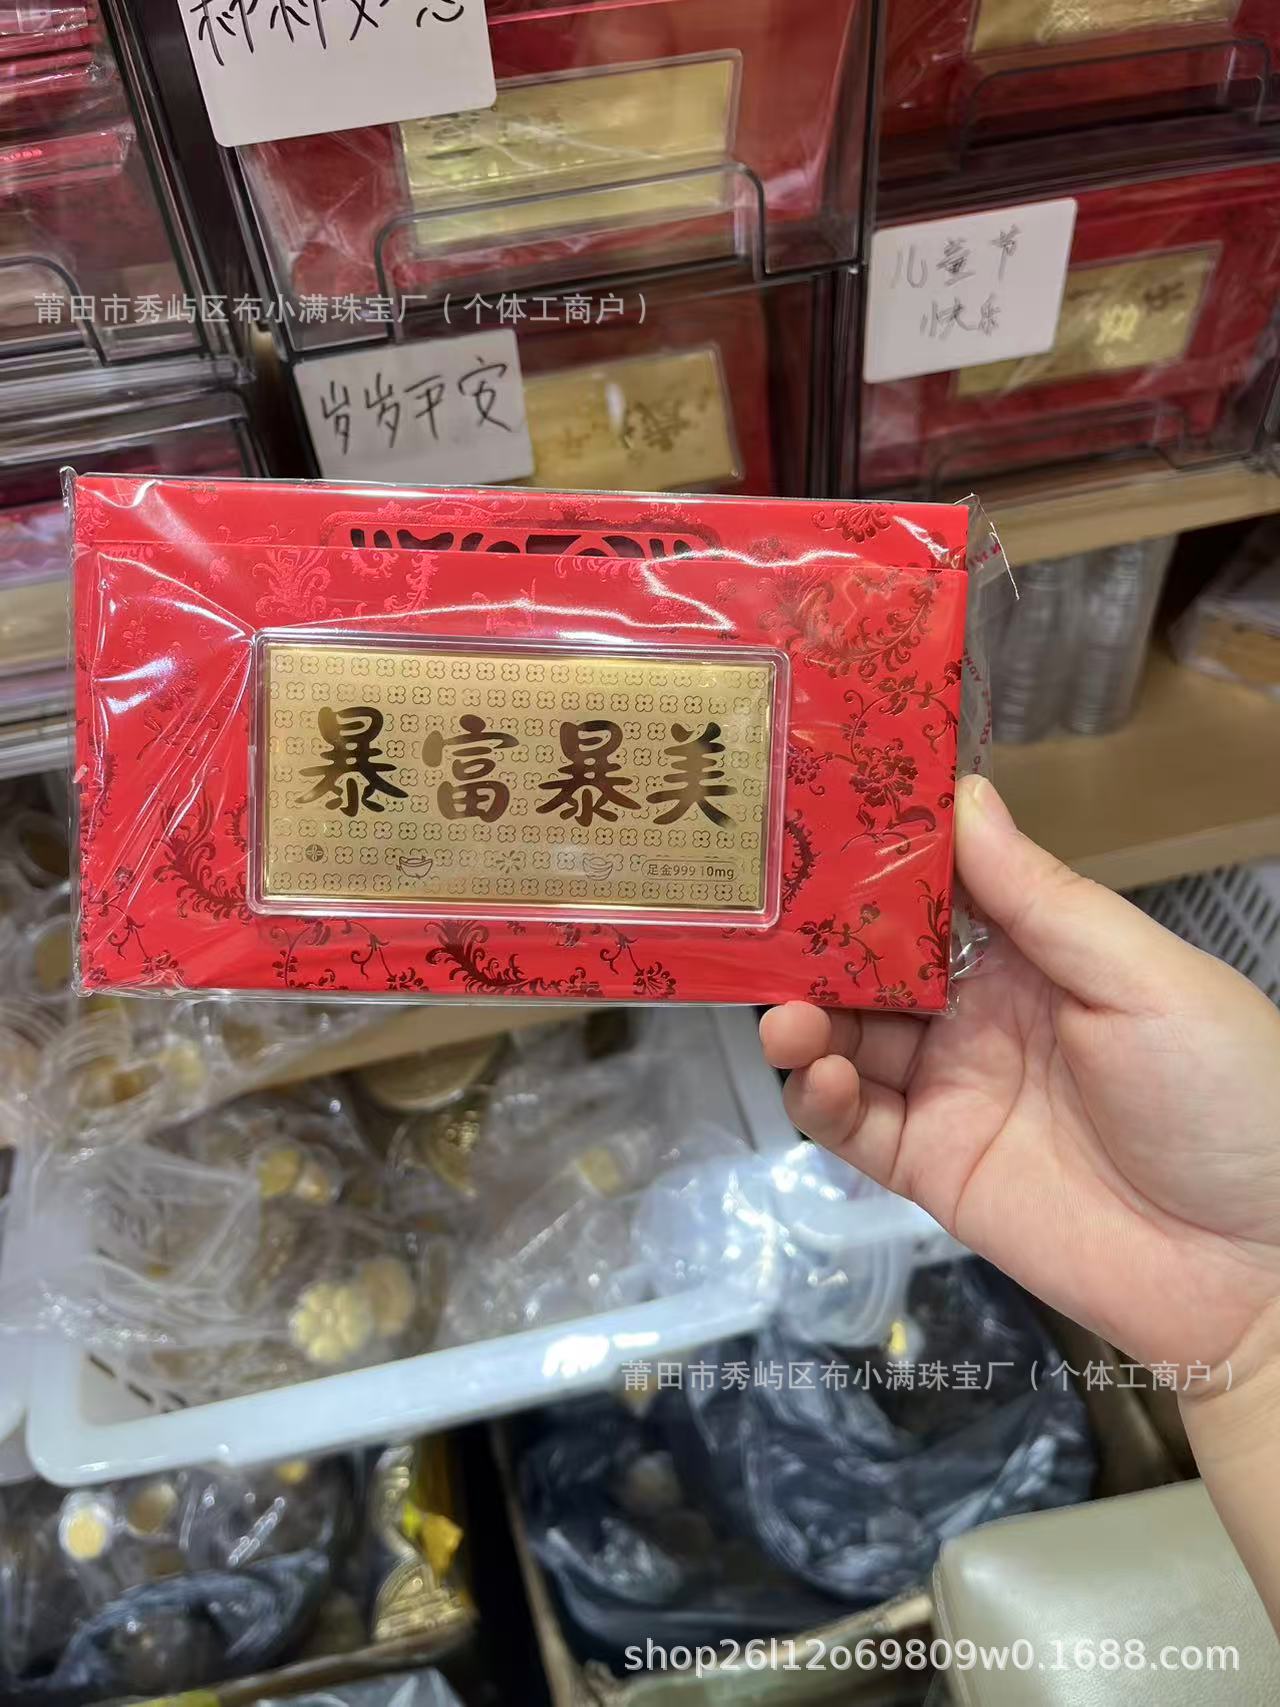 儿童节
快乐
莆田市秀屿区布小满珠宝厂（个体工商户）
岁岁平安
暴富暴美
足金999 10mg
莆田市秀屿区布小满珠宝厂（个体工商户）
shop26l12o69809w0.1688.com